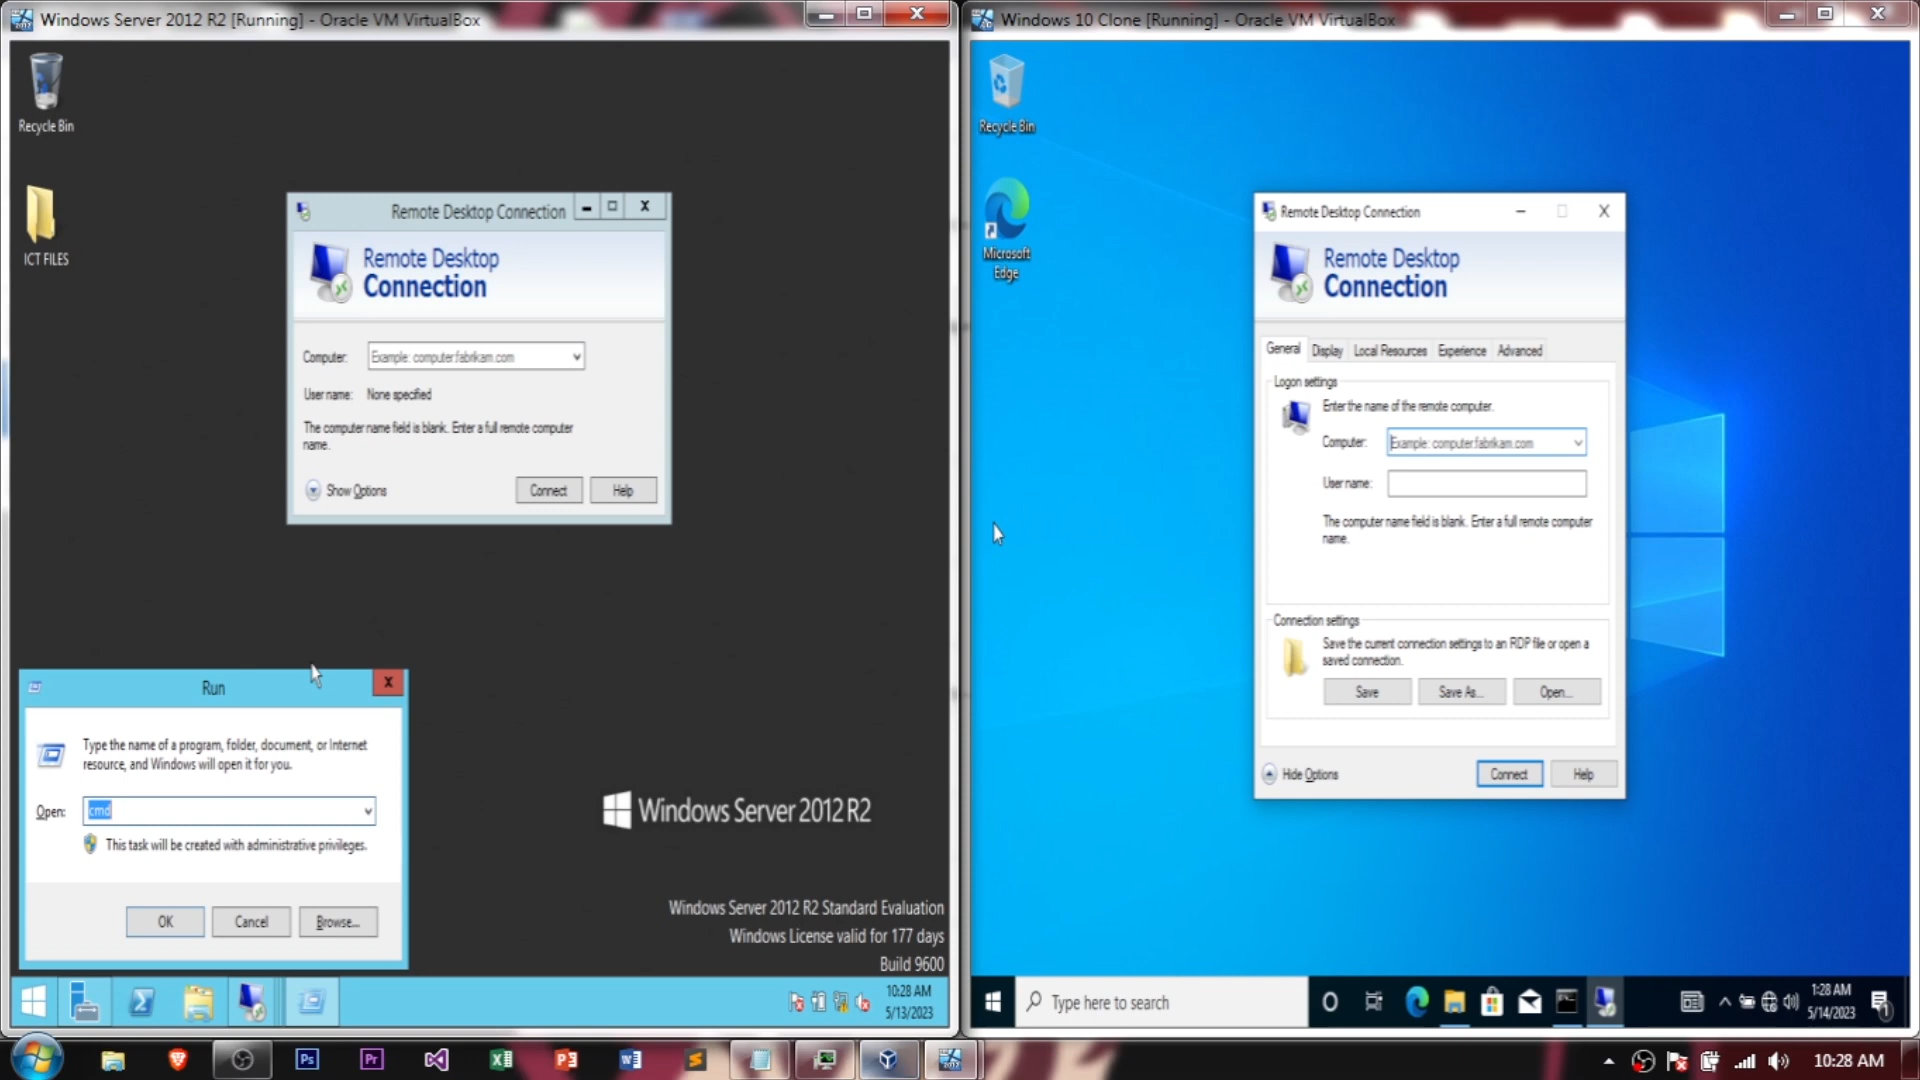 Windows Server 2012 R2 [Running] - Oracle VM VirtualBox
Recycle Bin
ICT FILES
Remote Desktop Connection
Remote Desktop
Connection
Computer:
Example: computer.fabrikam.com
User name:
None specified
The computer name field is blank. Enter a full remote computer
name.
Show Options
Connect
Help
Run
Type the name of a program, folder, document, or Internet
resource, and Windows will open it for you.
Open:
cmd
This task will be created with administrative privileges.
OK
Cancel
Browse...
Windows Server 2012 R2
Windows Server 2012 R2 Standard Evaluation
Windows License valid for 177 days
Build 9600
10:28 AM
5/13/2023
Windows 10 Clone [Running] - Oracle VM VirtualBox
Recycle Bin
Microsoft
Edge
Remote Desktop Connection
Remote Desktop
Connection
General
Display
Local Resources
Experience
Advanced
Logon settings
Enter the name of the remote computer.
Computer:
Example: computer.fabrikam.com
User name:
The computer name field is blank. Enter a full remote computer
name.
Connection settings
Save the current connection settings to an RDP file or open a
saved connection.
Save
Save As...
Open...
Hide Options
Connect
Help
Type here to search
1:28 AM
5/14/2023
1
Ps
Pr
10:28 AM